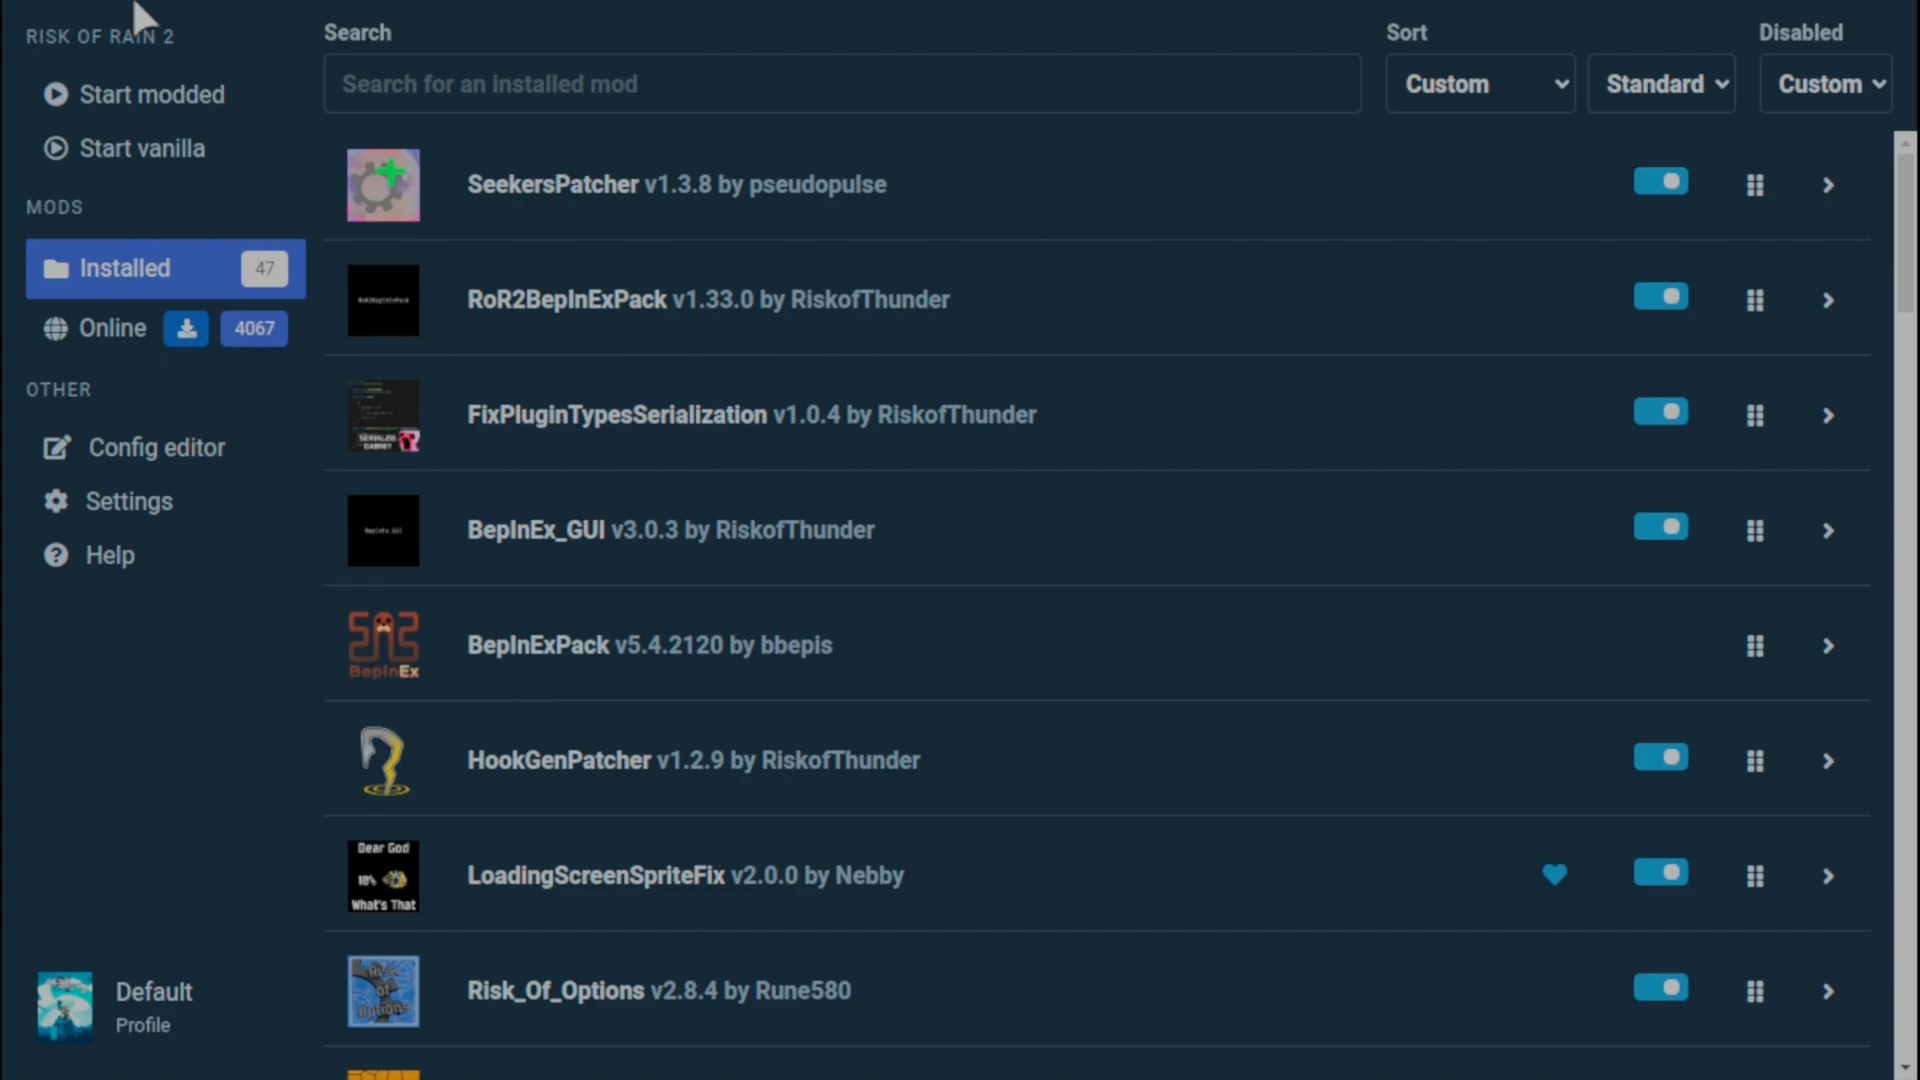 RISK OF RAIN 2
Start modded
Start vanilla
MODS
Installed 47
Online 4067
OTHER
Config editor
Settings
Help
Default
Profile
Search
Search for an installed mod
Sort
Custom
Standard
Disabled
Custom
SeekersPatcher v1.3.8 by pseudopulse
RoR2BepInExPack v1.33.0 by RiskofThunder
FixPluginTypesSerialization v1.0.4 by RiskofThunder
BepInEx_GUI v3.0.3 by RiskofThunder
BepInEx
BepInExPack v5.4.2120 by bbepis
HookGenPatcher v1.2.9 by RiskofThunder
Dear God
What's That
LoadingScreenSpriteFix v2.0.0 by Nebby
Risk
of
Options
Risk_Of_Options v2.8.4 by Rune580